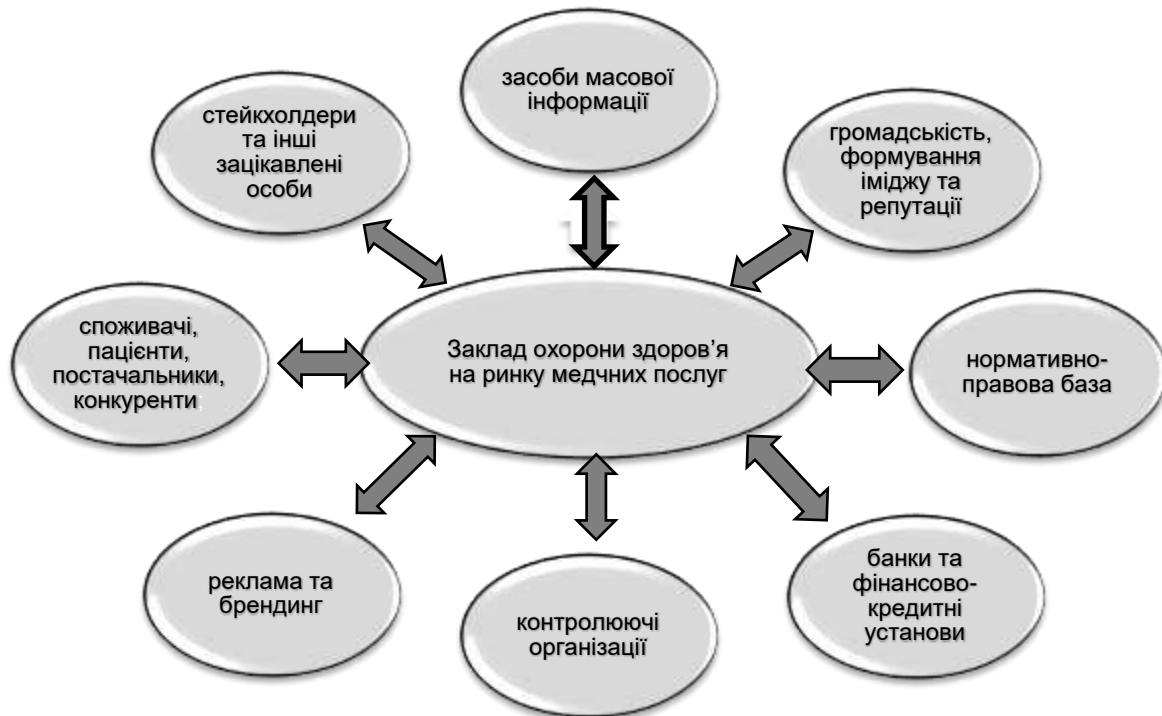 засоби масової
інформації
стейкхолдери
та інші
зацікавлені
особи
громадськість,
формування
іміджу та
репутації
споживачі,
пацієнти,
постачальники,
конкуренти
Заклад охорони здоров’я
на ринку медчних послуг
нормативно-
правова база
реклама та
брендинг
контролюючі
організації
банки та
фінансово-
кредитні
установи